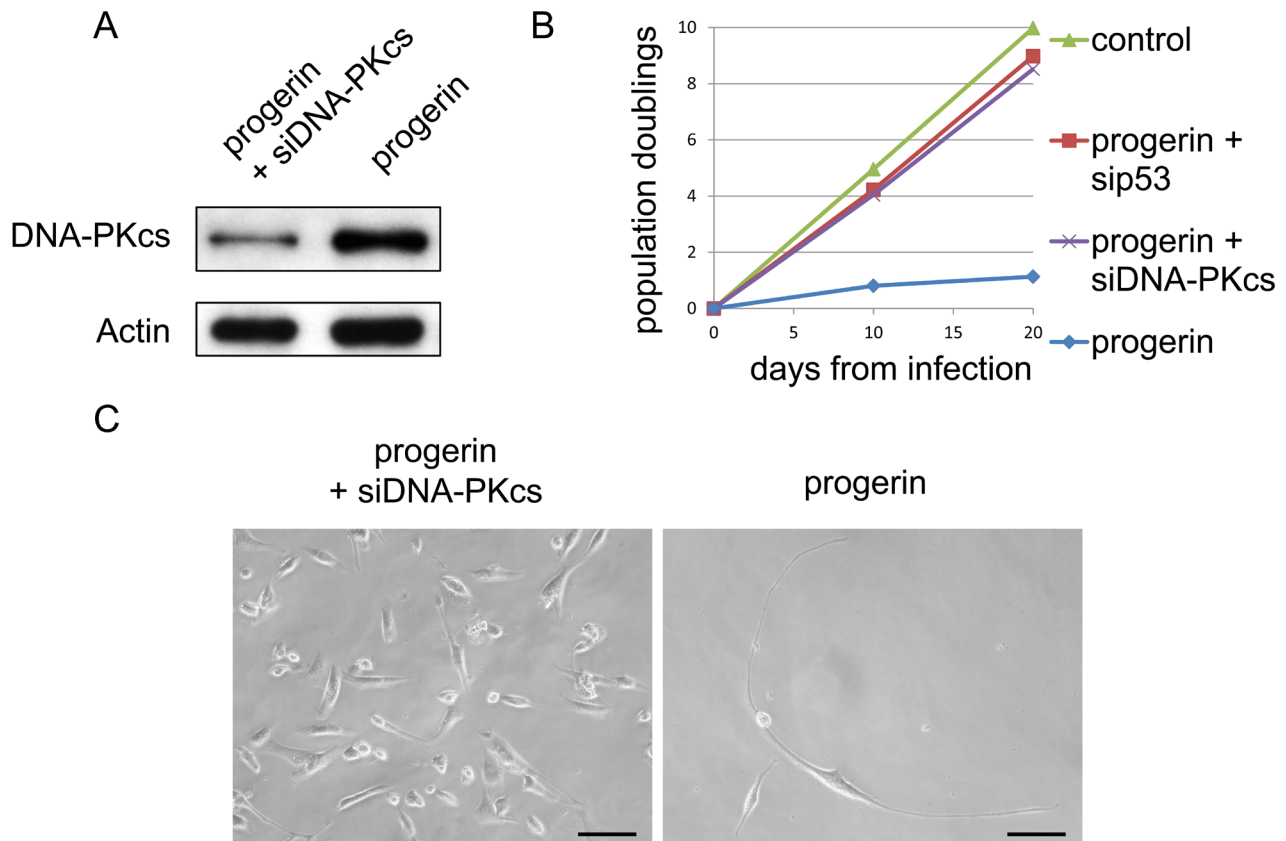 A
progerin
+ siDNA-PKcs
progerin
DNA-PKcs
Actin
B
population doublings
10
8
6
4
2
0
0
5
10
15
20
days from infection
control
progerin +
sip53
progerin +
siDNA-PKcs
progerin
C
progerin
+ siDNA-PKcs
progerin